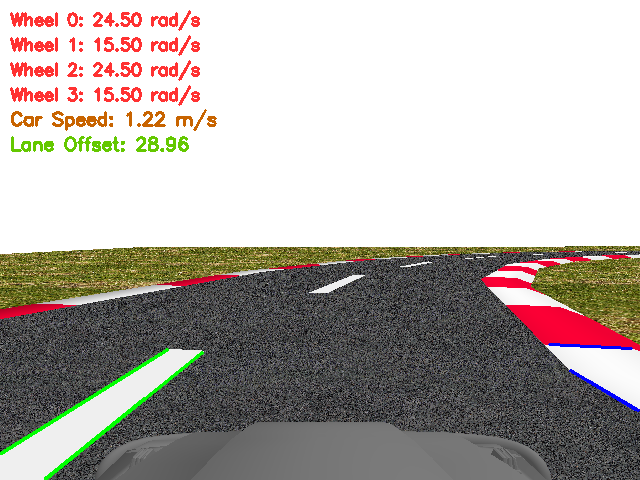 Wheel 0: 24.50 rad/s
Wheel 1: 15.50 rad/s
Wheel 2: 24.50 rad/s
Wheel 3: 15.50 rad/s
Car Speed: 1.22 m/s
Lane Offset: 28.96